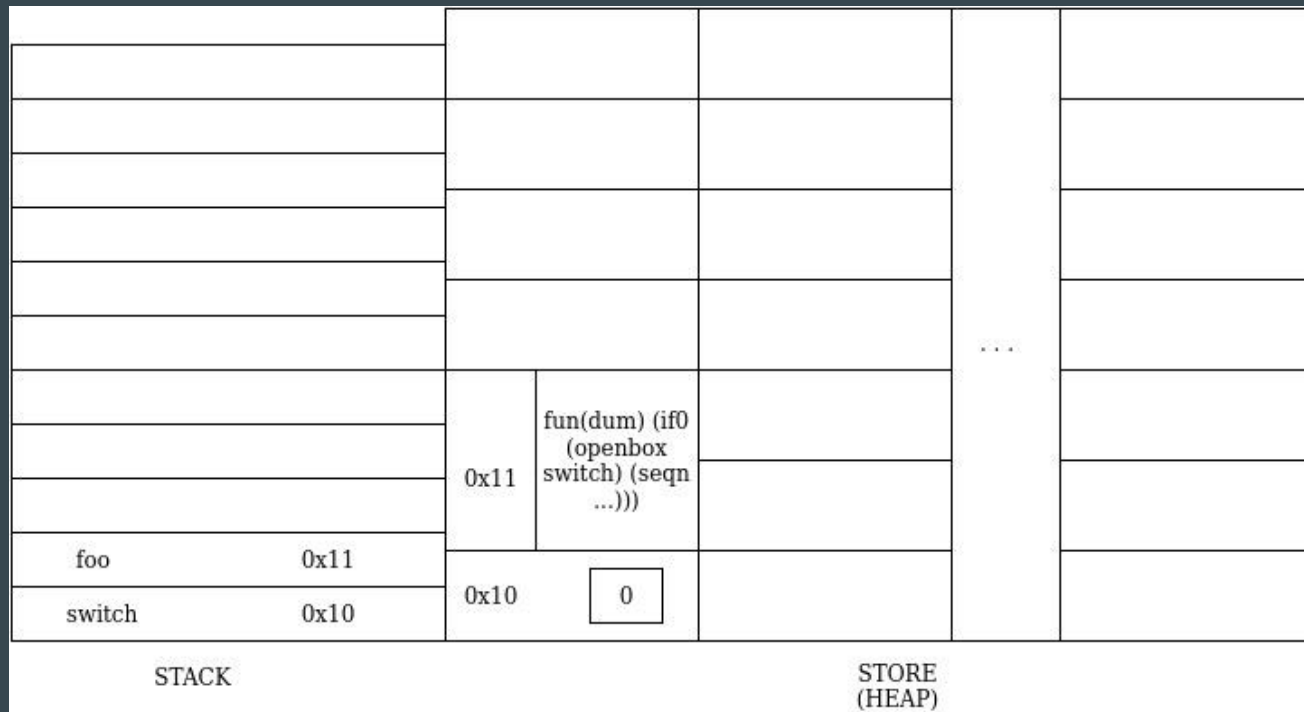 . . .
0x11
fun(dum) (if0
(openbox
switch) (seqn
...)))
foo 0x11
0x10 0
switch 0x10
STACK
STORE
(HEAP)